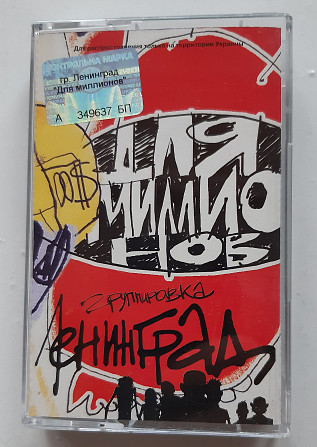 Для распространения только на территории Украины
КОНТРОЛЬНА МАРКА
гр. Ленинград
"Для миллионов"
А 349637 БП
100$
ДЛЯ
МИЛЛИО
НОВ
группировка
Ленинград